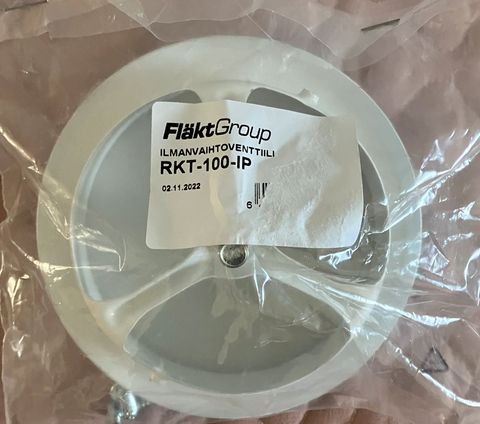 FläktGroup
ILMANVAIHTOVENTTIILI
RKT-100-IP
02.11.2022
6